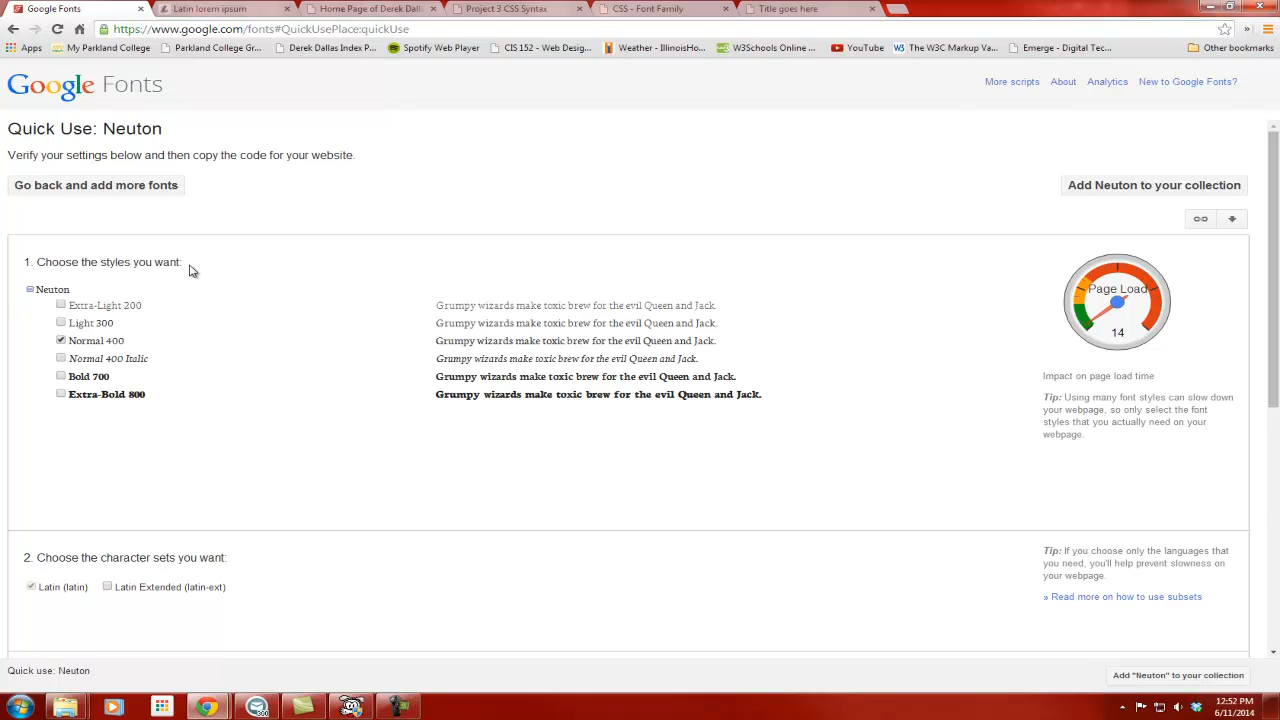 Google Fonts
Latin lorem ipsum
Home Page of Derek Dall
Project 3 CSS Syntax
CSS - Font Family
Title goes here
https://www.google.com/fonts#QuickUsePlace:quickUse
Apps
My Parkland College
Parkland College Gr...
Derek Dallas Index P...
Spotify Web Player
CIS 152 - Web Desig...
Weather - IllinoisHo...
W3Schools Online ...
YouTube
The W3C Markup Va...
Emerge - Digital Tec...
Other bookmarks
Google Fonts
More scripts About Analytics New to Google Fonts?
Quick Use: Neuton
Verify your settings below and then copy the code for your website.
Go back and add more fonts
Add Neuton to your collection
1. Choose the styles you want:
Neuton
Extra-Light 200 Grumpy wizards make toxic brew for the evil Queen and Jack.
Light 300 Grumpy wizards make toxic brew for the evil Queen and Jack.
Normal 400 Grumpy wizards make toxic brew for the evil Queen and Jack.
Normal 400 Italic Grumpy wizards make toxic brew for the evil Queen and Jack.
Bold 700 Grumpy wizards make toxic brew for the evil Queen and Jack.
Extra-Bold 800 Grumpy wizards make toxic brew for the evil Queen and Jack.
Page Load
14
Impact on page load time
Tip: Using many font styles can slow down
your webpage, so only select the font
styles that you actually need on your
webpage.
2. Choose the character sets you want:
Latin (latin) Latin Extended (latin-ext)
Tip: If you choose only the languages that
you need, you'll help prevent slowness on
your webpage.
» Read more on how to use subsets
Quick use: Neuton
Add "Neuton" to your collection
12:52 PM
6/11/2014